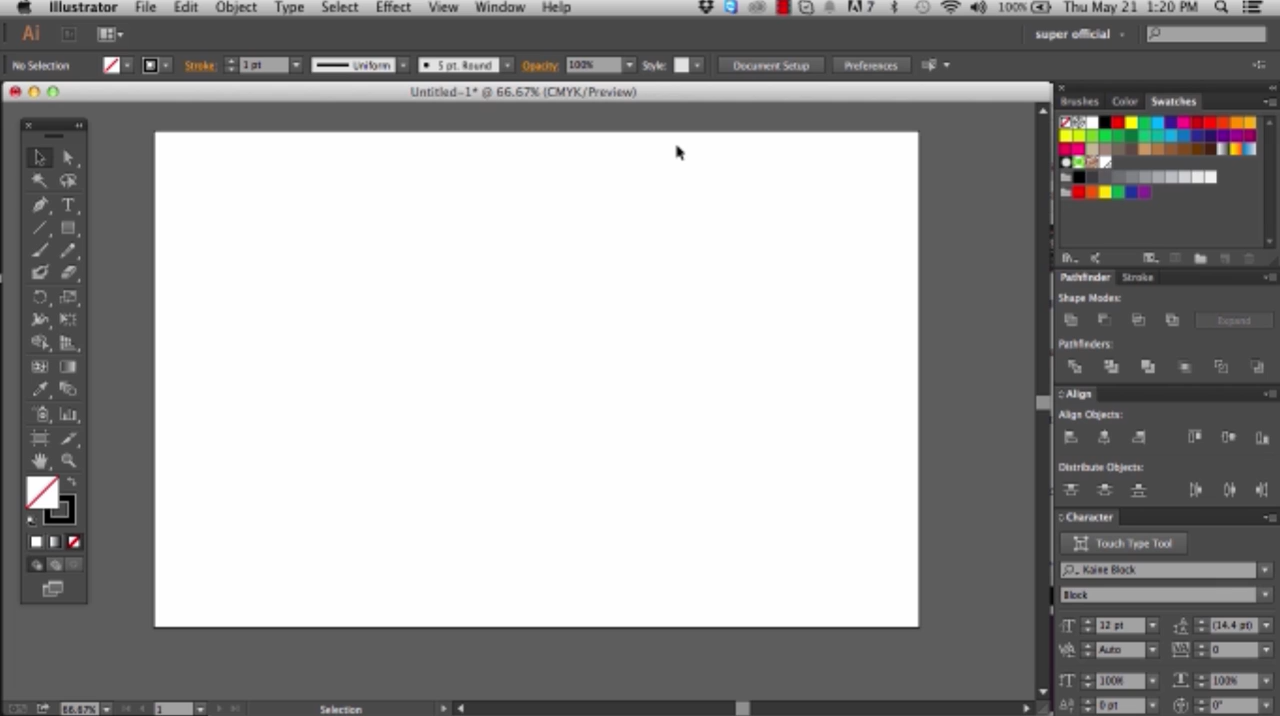 Illustrator File Edit Object Type Select Effect View Window Help 7 100% Thu May 21 1:20 PM
Ai super official
No Selection Stroke: 1 pt Uniform 5 pt. Round Opacity: 100% Style: Document Setup Preferences
Untitled-1* @ 66.67% (CMYK/Preview)
Brushes Color Swatches
Pathfinder Stroke
Shape Modes:
Expand
Pathfinders:
Align
Align Objects:
Distribute Objects:
Character
Touch Type Tool
Kaine Block
Block
12 pt (14.4 pt)
Auto 0
100% 100%
0 pt 0°
66.67% 1 Selection